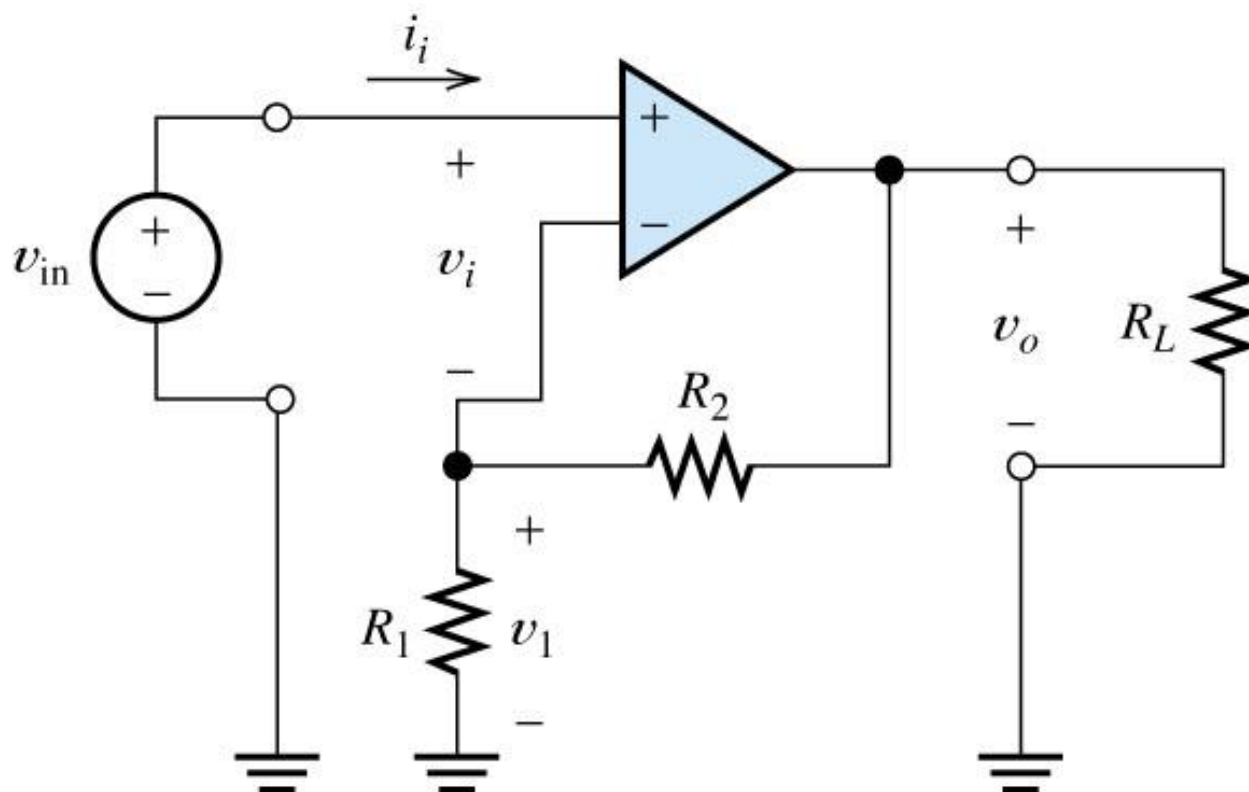 i_i
+
+
−
v_in
+
−
v_i
−
+
v_o
−
R_L
R_2
+
R_1
v_1
−